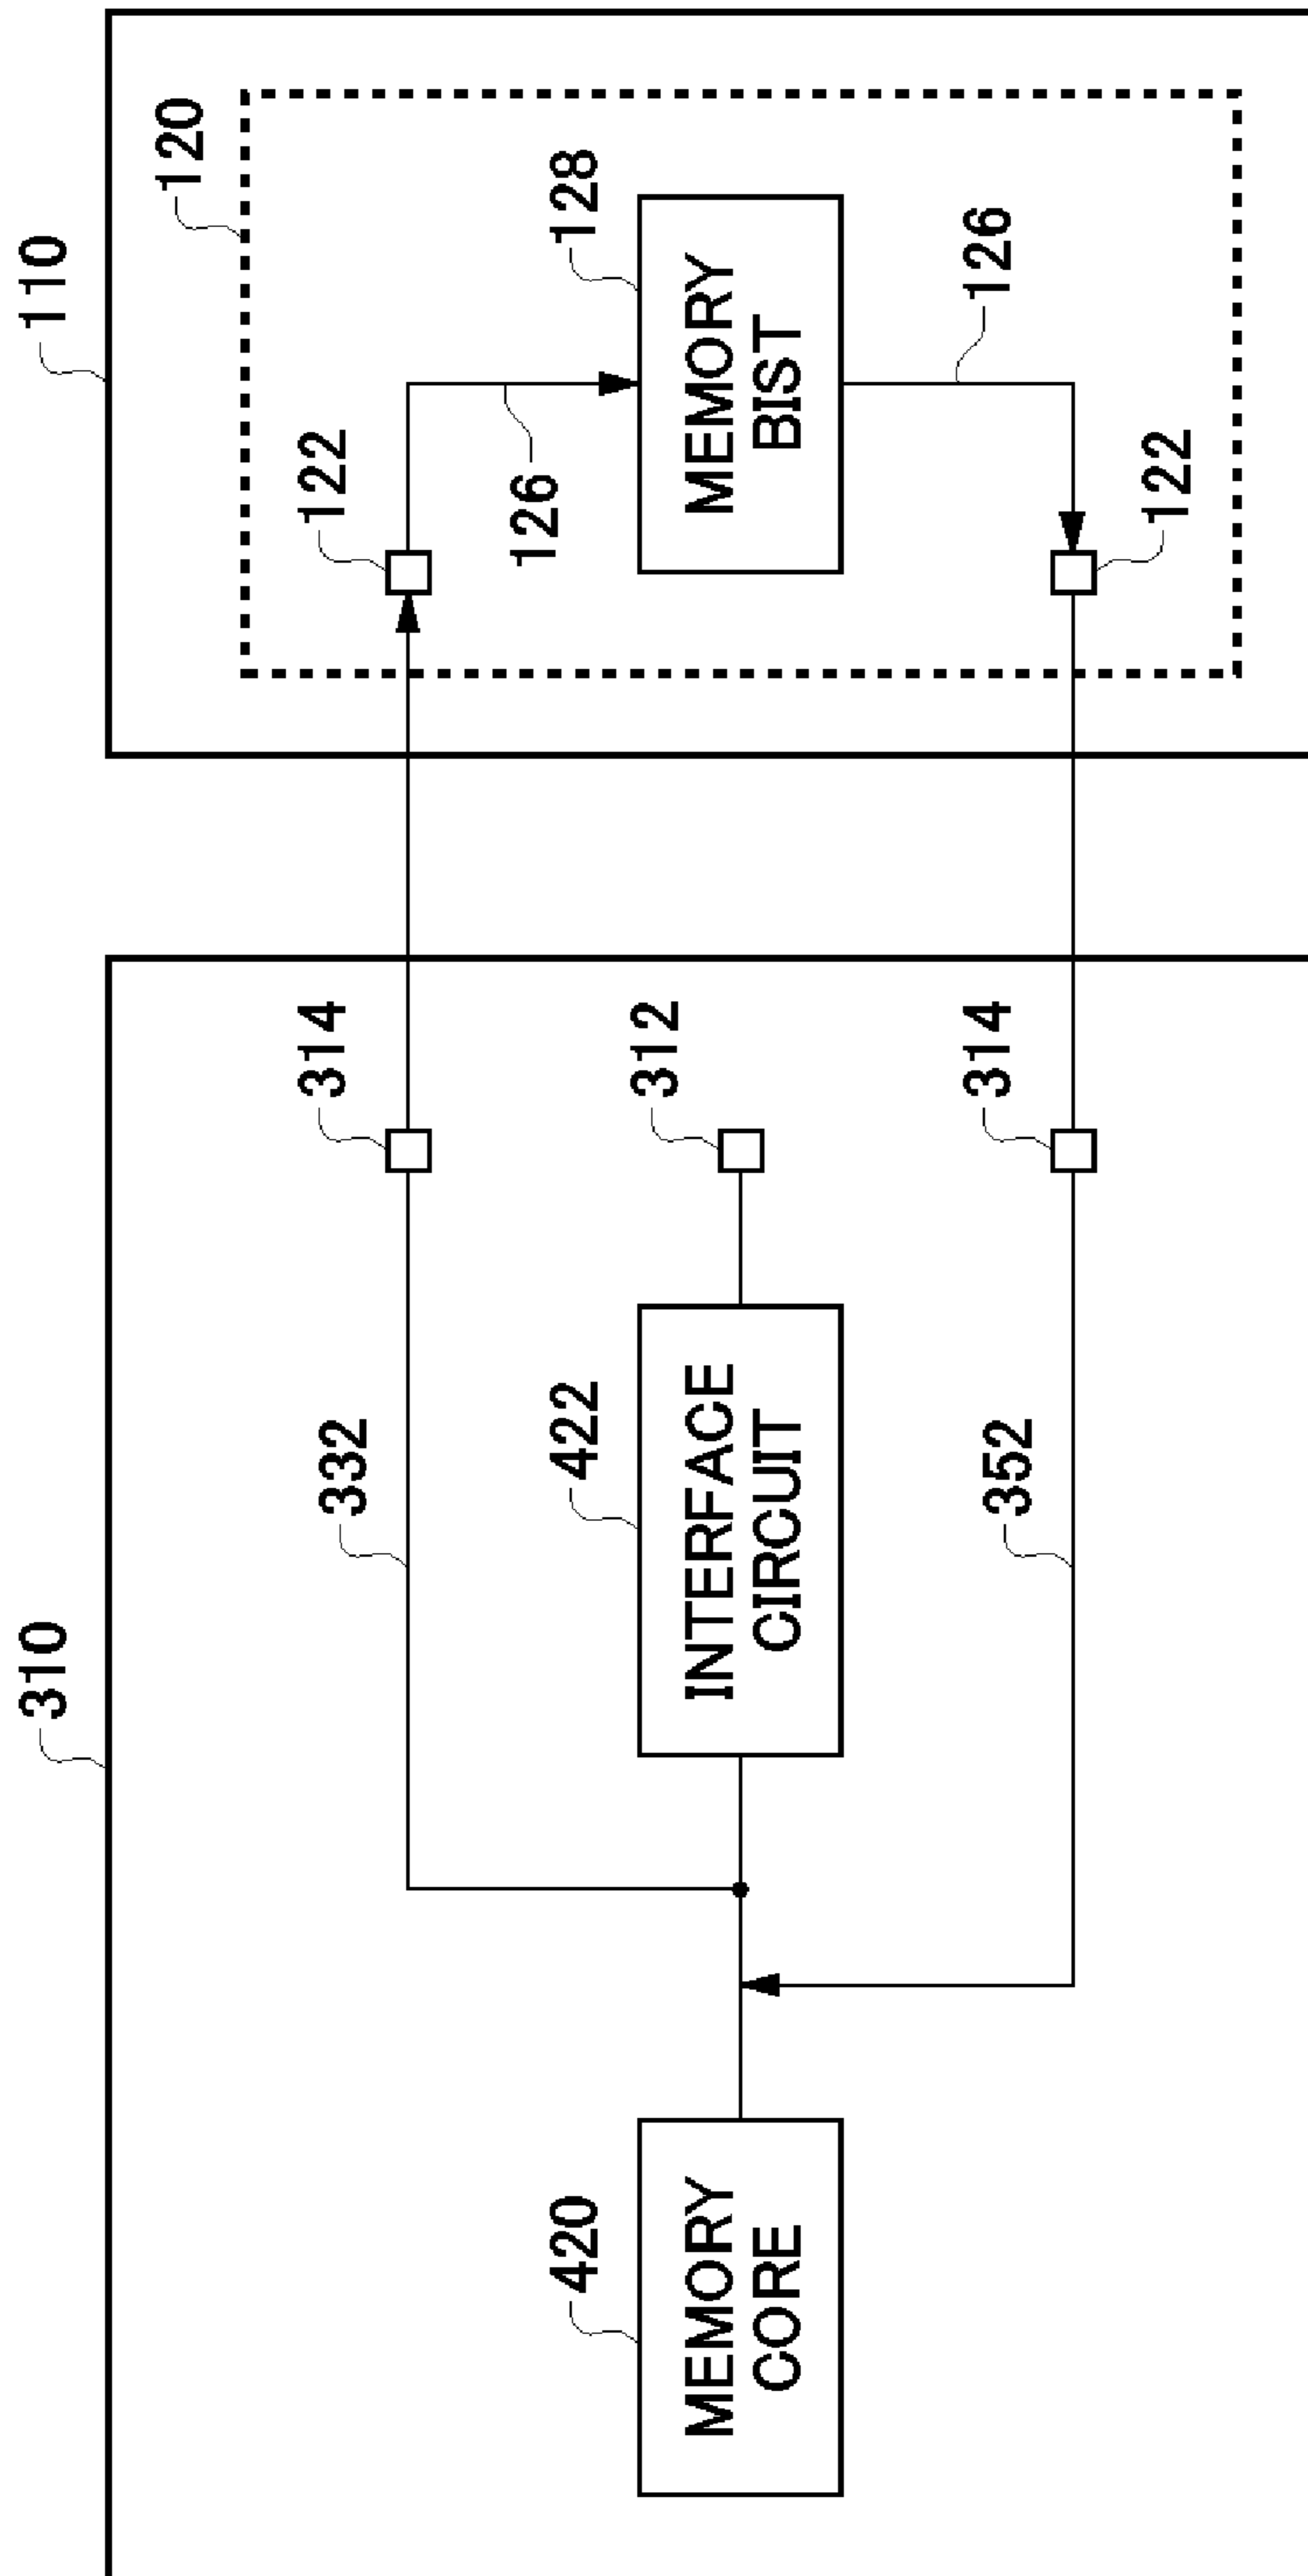 310
110
120
332
314
122
126
420
MEMORY
CORE
422
INTERFACE
CIRCUIT
312
128
MEMORY
BIST
352
314
126
122